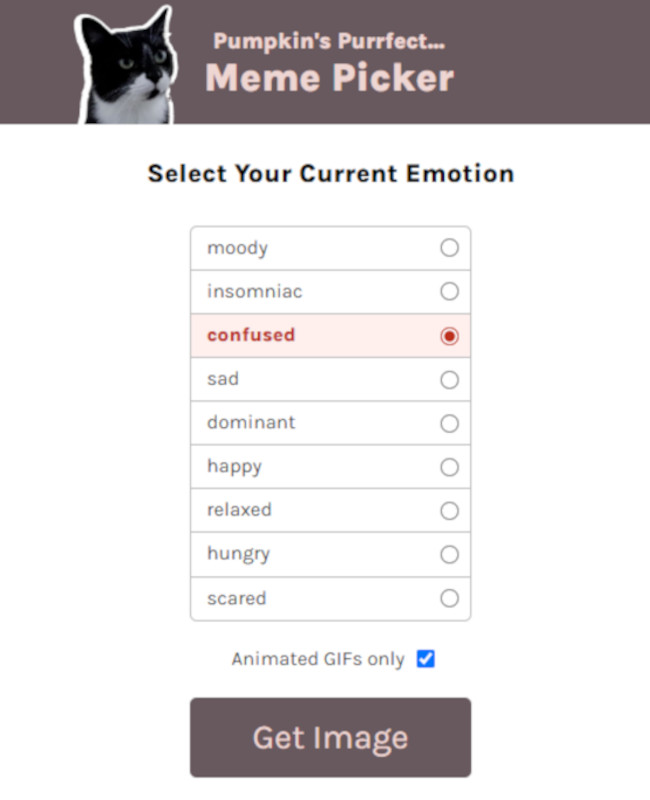 Pumpkin's Purrfect...
Meme Picker
Select Your Current Emotion
moody
insomniac
confused
sad
dominant
happy
relaxed
hungry
scared
Animated GIFs only
Get Image